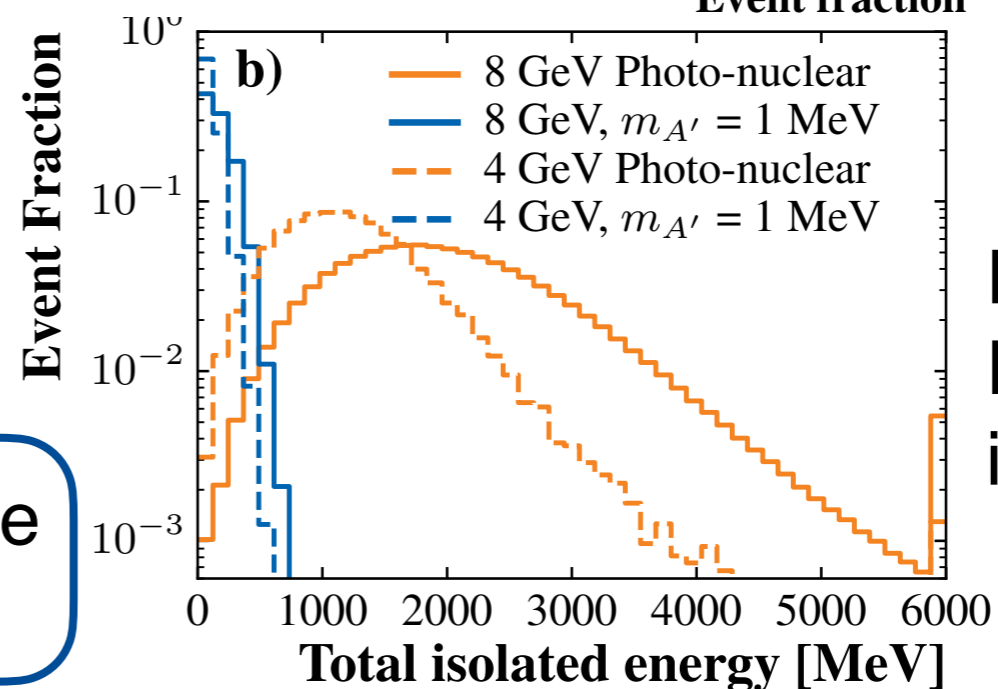 Event fraction
10⁰
b)
8 GeV Photo-nuclear
8 GeV, m_{A′} = 1 MeV
4 GeV Photo-nuclear
4 GeV, m_{A′} = 1 MeV
Event Fraction
10⁻¹
10⁻²
10⁻³
e
i
0 1000 2000 3000 4000 5000 6000
Total isolated energy [MeV]